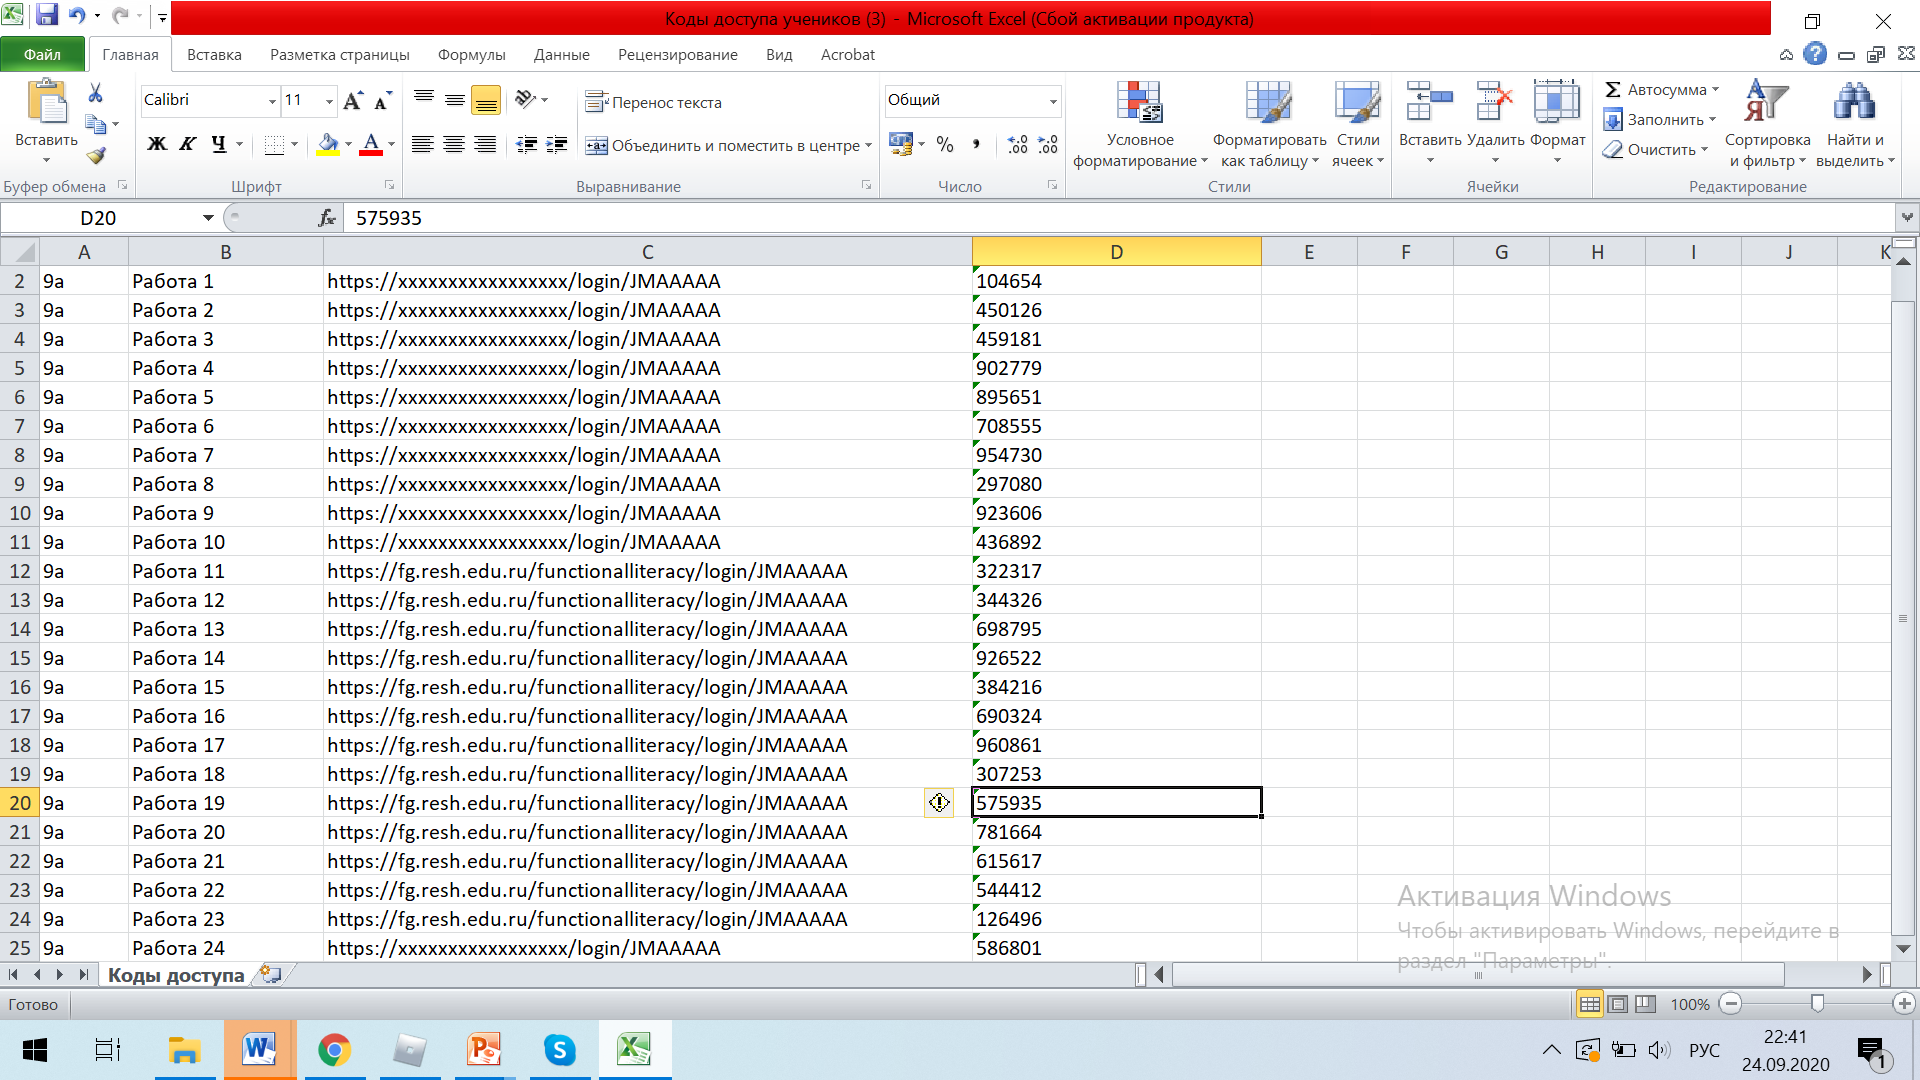 Коды доступа учеников (3) - Microsoft Excel (Сбой активации продукта)
Файл Главная Вставка Разметка страницы Формулы Данные Рецензирование Вид Acrobat
Вставить
Буфер обмена
Calibri 11
Ж К Ч
Шрифт
Перенос текста
Объединить и поместить в центре
Выравнивание
Общий
Число
Условное форматирование
Форматировать как таблицу
Стили ячеек
Стили
Вставить Удалить Формат
Ячейки
Σ Автосумма
Заполнить
Очистить
Сортировка и фильтр
Найти и выделить
Редактирование
D20 fx 575935
A B C D E F G H I J K
2 9а Работа 1 https://xxxxxxxxxxxxxxxxx/login/JMAAAAA 104654
3 9а Работа 2 https://xxxxxxxxxxxxxxxxx/login/JMAAAAA 450126
4 9а Работа 3 https://xxxxxxxxxxxxxxxxx/login/JMAAAAA 459181
5 9а Работа 4 https://xxxxxxxxxxxxxxxxx/login/JMAAAAA 902779
6 9а Работа 5 https://xxxxxxxxxxxxxxxxx/login/JMAAAAA 895651
7 9а Работа 6 https://xxxxxxxxxxxxxxxxx/login/JMAAAAA 708555
8 9а Работа 7 https://xxxxxxxxxxxxxxxxx/login/JMAAAAA 954730
9 9а Работа 8 https://xxxxxxxxxxxxxxxxx/login/JMAAAAA 297080
10 9а Работа 9 https://xxxxxxxxxxxxxxxxx/login/JMAAAAA 923606
11 9а Работа 10 https://xxxxxxxxxxxxxxxxx/login/JMAAAAA 436892
12 9а Работа 11 https://fg.resh.edu.ru/functionalliteracy/login/JMAAAAA 322317
13 9а Работа 12 https://fg.resh.edu.ru/functionalliteracy/login/JMAAAAA 344326
14 9а Работа 13 https://fg.resh.edu.ru/functionalliteracy/login/JMAAAAA 698795
15 9а Работа 14 https://fg.resh.edu.ru/functionalliteracy/login/JMAAAAA 926522
16 9а Работа 15 https://fg.resh.edu.ru/functionalliteracy/login/JMAAAAA 384216
17 9а Работа 16 https://fg.resh.edu.ru/functionalliteracy/login/JMAAAAA 690324
18 9а Работа 17 https://fg.resh.edu.ru/functionalliteracy/login/JMAAAAA 960861
19 9а Работа 18 https://fg.resh.edu.ru/functionalliteracy/login/JMAAAAA 307253
20 9а Работа 19 https://fg.resh.edu.ru/functionalliteracy/login/JMAAAAA 575935
21 9а Работа 20 https://fg.resh.edu.ru/functionalliteracy/login/JMAAAAA 781664
22 9а Работа 21 https://fg.resh.edu.ru/functionalliteracy/login/JMAAAAA 615617
23 9а Работа 22 https://fg.resh.edu.ru/functionalliteracy/login/JMAAAAA 544412
24 9а Работа 23 https://fg.resh.edu.ru/functionalliteracy/login/JMAAAAA 126496
25 9а Работа 24 https://xxxxxxxxxxxxxxxxx/login/JMAAAAA 586801
Активация Windows
Чтобы активировать Windows, перейдите в
раздел "Параметры".
Коды доступа
Готово 100%
РУС 22:41
24.09.2020
1